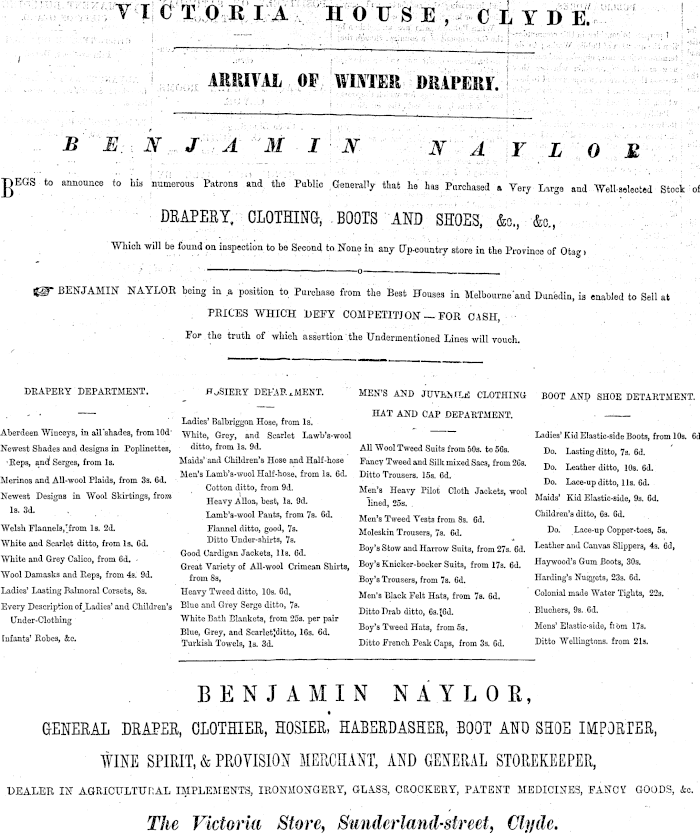 VICTORIA HOUSE, CLYDE.
ARRIVAL OF WINTER DRAPERY.
BENJAMIN NAYLOR
BEGS to announce to his numerous Patrons and the Public Generally that he has Purchased a Very Large and Well-selected Stock of
DRAPERY, CLOTHING, BOOTS AND SHOES, &c., &c.,
Which will be found on inspection to be Second to None in any Up-country store in the Province of Otag
BENJAMIN NAYLOR being in a position to Purchase from the Best Houses in Melbourne and Dunedin, is enabled to Sell at
PRICES WHICH DEFY COMPETITION — FOR CASH,
For the truth of which assertion the Undermentioned Lines will vouch.
DRAPERY DEPARTMENT.
Aberdeen Winceys, in all shades, from 10d
Newest Shades and designs in Poplinettes,
Reps, and Serges, from 1s.
Merinos and All-wool Plaids, from 3s. 6d.
Newest Designs in Wool Skirtings, from
1s. 3d.
Welsh Flannels, from 1s. 2d.
White and Scarlet ditto, from 1s. 6d.
White and Grey Calico, from 6d.
Wool Damasks and Reps, from 4s. 9d.
Ladies' Lasting Balmoral Corsets, 8s.
Every Description of Ladies' and Children's
Under-Clothing
Infants' Robes, &c.
HOSIERY DEPARTMENT.
Ladies' Balbriggon Hose, from 1s.
White, Grey, and Scarlet Lawb's-wool
ditto, from 1s. 9d.
Maids' and Children's Hose and Half-hose
Men's Lamb's-wool Half-hose, from 1s. 6d.
Cotton ditto, from 9d.
Heavy Alloa, best, 1s. 9d.
Lamb's-wool Pants, from 7s. 6d.
Flannel ditto, good, 7s.
Ditto Under-shirts, 7s.
Good Cardigan Jackets, 11s. 6d.
Great Variety of All-wool Crimean Shirts,
from 8s,
Heavy Tweed ditto, 10s. 6d,
Blue and Grey Serge ditto, 7s.
White Bath Blankets, from 25s. per pair
Blue, Grey, and Scarlet ditto, 16s. 6d.
Turkish Towels, 1s. 3d.
MEN'S AND JUVENILE CLOTHING
HAT AND CAP DEPARTMENT.
All Wool Tweed Suits from 50s. to 56s.
Fancy Tweed and Silk mixed Sacs, from 26s.
Ditto Trousers. 15s. 6d.
Men's Heavy Pilot Cloth Jackets, wool
lined, 25s.
Men's Tweed Vests from 8s. 6d.
Moleskin Trousers, 7s. 6d.
Boy's Stow and Harrow Suits, from 27s. 6d.
Boy's Knicker-bocker Suits, from 17s. 6d.
Boy's Trousers, from 7s. 6d.
Men's Black Felt Hats, from 7s. 6d.
Ditto Drab ditto, 6s. 6d.
Boy's Tweed Hats, from 5s.
Ditto French Peak Caps, from 3s. 6d.
BOOT AND SHOE DETARTMENT.
Ladies' Kid Elastic-side Boots, from 10s. 6d
Do. Lasting ditto, 7s. 6d.
Do. Leather ditto, 10s. 6d.
Do. Lace-up ditto, 11s. 6d.
Maids' Kid Elastic-side, 9s. 6d.
Children's ditto, 6s. 6d.
Do. Lace-up Copper-toes, 5s.
Leather and Canvas Slippers, 4s. 6d,
Haywood's Gum Boots, 30s.
Harding's Nuggets, 23s. 6d.
Colonial made Water Tights, 22s.
Bluchers, 9s. 6d.
Mens' Elastic-side, from 17s.
Ditto Wellingtons. from 21s.
BENJAMIN NAYLOR,
GENERAL DRAPER, CLOTHIER, HOSIER, HABERDASHER, BOOT AND SHOE IMPORTER,
WINE SPIRIT, & PROVISION MERCHANT, AND GENERAL STOREKEEPER,
DEALER IN AGRICULTURAL IMPLEMENTS, IRONMONGERY, GLASS, CROCKERY, PATENT MEDICINES, FANCY GOODS, &c.
The Victoria Store, Sunderland-street, Clyde.